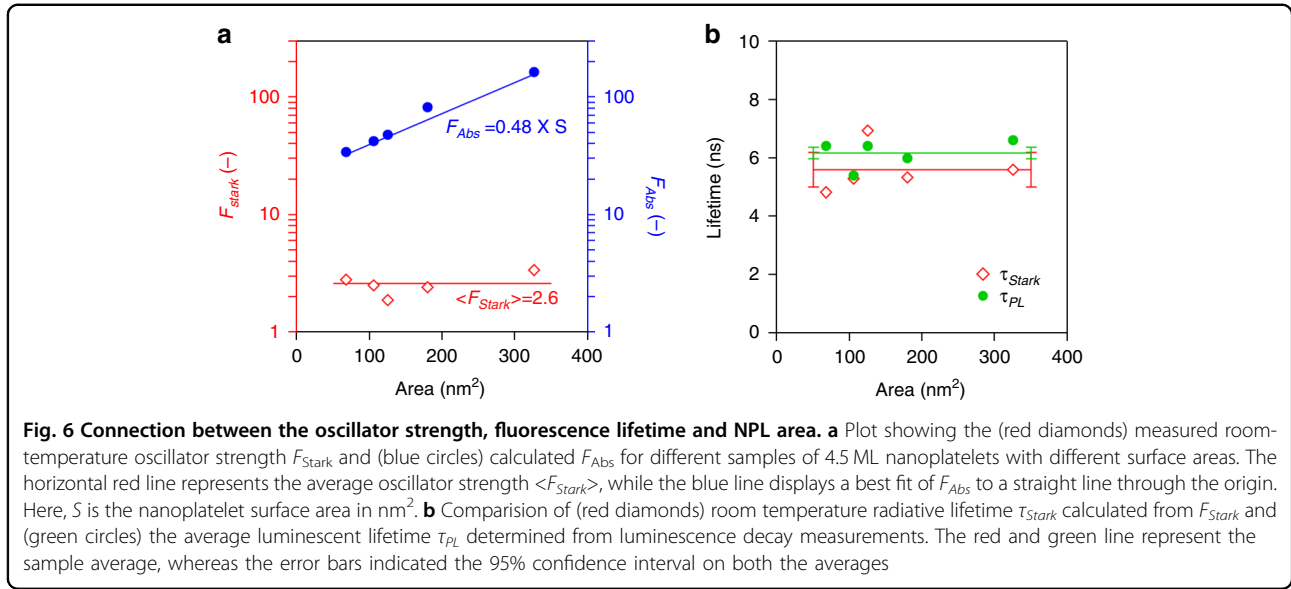 a
100
10
1
F_stark (–)
100
10
1
F_Abs (–)
F_Abs =0.48 X S
<F_Stark>=2.6
0 100 200 300 400
Area (nm²)
b
10
8
6
4
2
0
Lifetime (ns)
τ_Stark
τ_PL
0 100 200 300 400
Area (nm²)
Fig. 6 Connection between the oscillator strength, fluorescence lifetime and NPL area. a Plot showing the (red diamonds) measured room-
temperature oscillator strength F_Stark and (blue circles) calculated F_Abs for different samples of 4.5 ML nanoplatelets with different surface areas. The
horizontal red line represents the average oscillator strength <F_Stark>, while the blue line displays a best fit of F_Abs to a straight line through the origin.
Here, S is the nanoplatelet surface area in nm². b Comparision of (red diamonds) room temperature radiative lifetime τ_Stark calculated from F_Stark and
(green circles) the average luminescent lifetime τ_PL determined from luminescence decay measurements. The red and green line represent the
sample average, whereas the error bars indicated the 95% confidence interval on both the averages